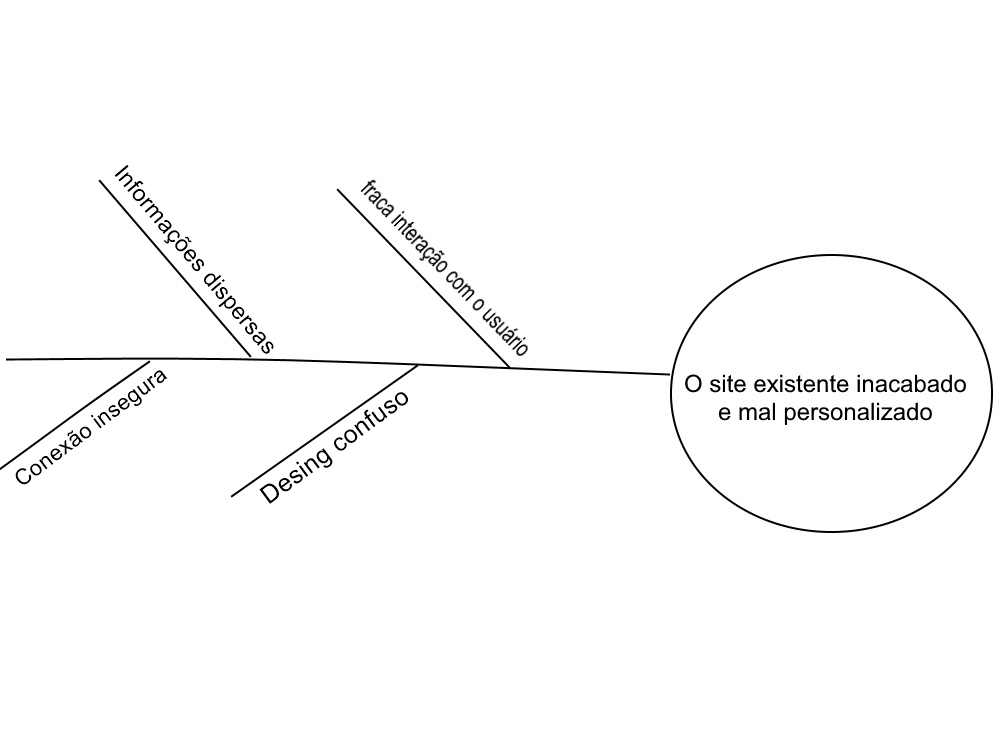 Informações dispersas
fraca interação com o usuário
O site existente inacabado
e mal personalizado
Conexão insegura
Desing confuso